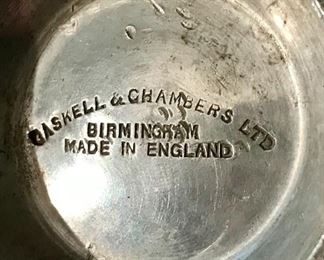 GASKELL & CHAMBERS LTD
BIRMINGHAM
MADE IN ENGLAND